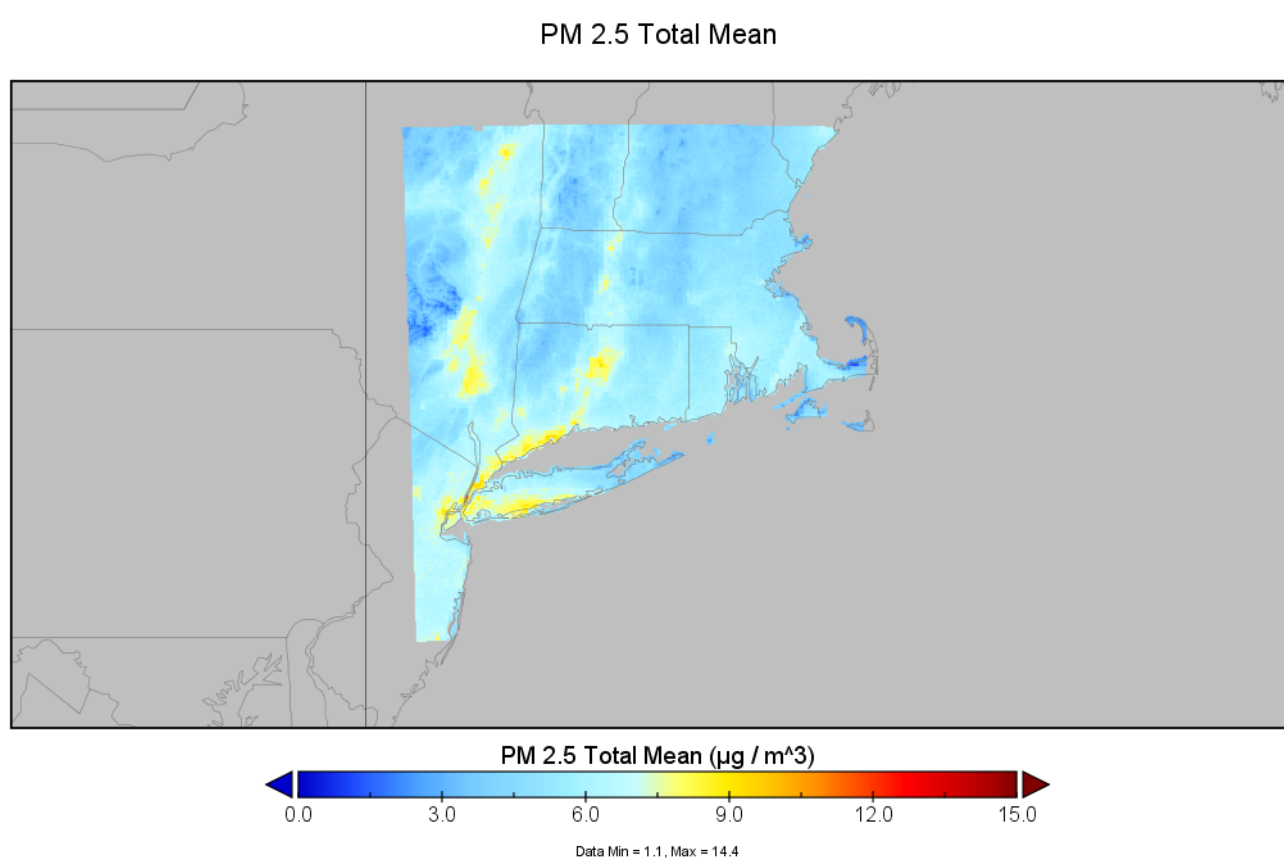 PM 2.5 Total Mean
PM 2.5 Total Mean (µg / m^3)
0.0 3.0 6.0 9.0 12.0 15.0
Data Min = 1.1, Max = 14.4